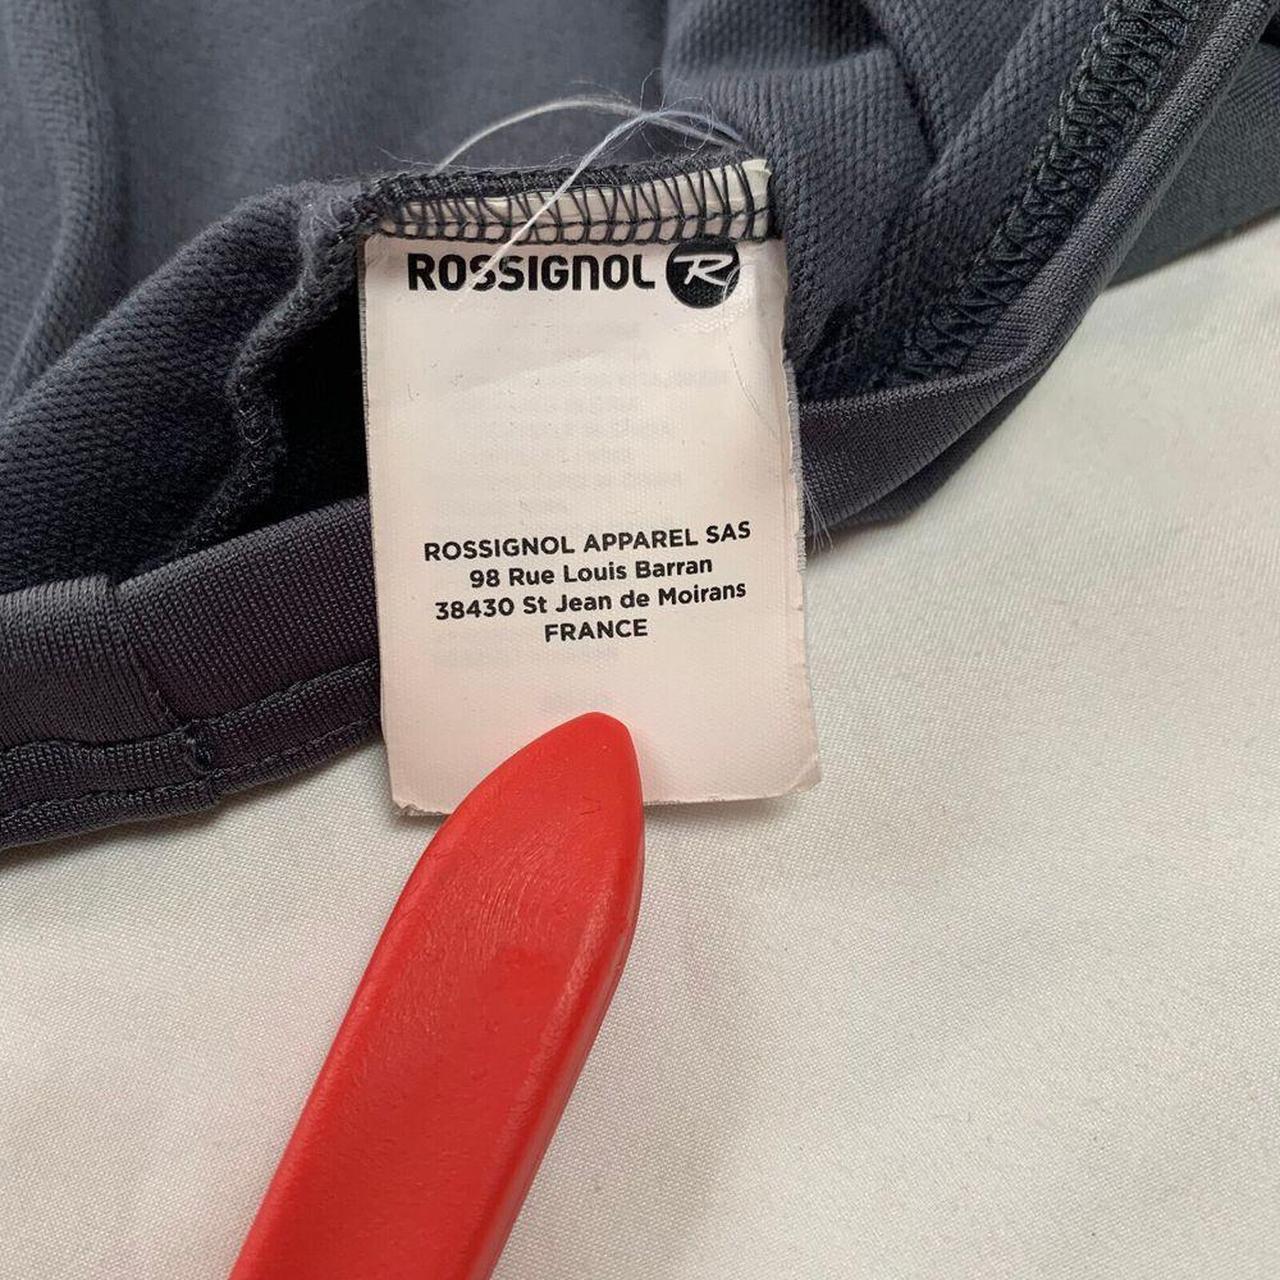 ROSSIGNOL R
ROSSIGNOL APPAREL SAS
98 Rue Louis Barran
38430 St Jean de Moirans
FRANCE